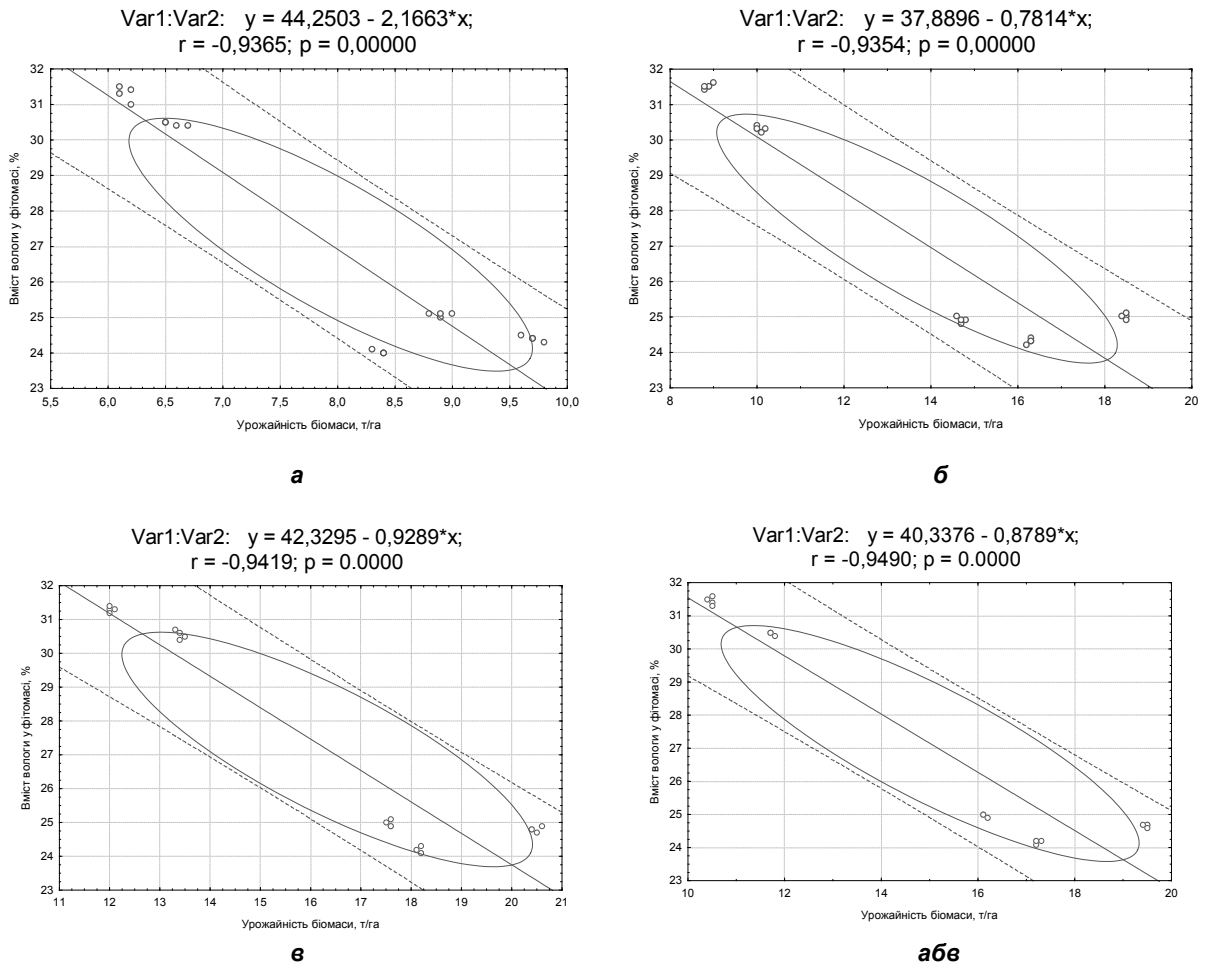 Var1:Var2: y = 44,2503 - 2,1663*x;
r = -0,9365; p = 0,00000
32
31
30
29
28
27
26
25
24
23
Вміст вологи у фітомасі, %
5,5 6,0 6,5 7,0 7,5 8,0 8,5 9,0 9,5 10,0
Урожайність біомаси, т/га
а
Var1:Var2: y = 37,8896 - 0,7814*x;
r = -0,9354; p = 0,00000
32
31
30
29
28
27
26
25
24
23
Вміст вологи у фітомасі, %
8 10 12 14 16 18 20
Урожайність біомаси, т/га
б
Var1:Var2: y = 42,3295 - 0,9289*x;
r = -0,9419; p = 0.0000
32
31
30
29
28
27
26
25
24
23
Вміст вологи у фітомасі, %
11 12 13 14 15 16 17 18 19 20 21
Урожайність біомаси, т/га
в
Var1:Var2: y = 40,3376 - 0,8789*x;
r = -0,9490; p = 0.0000
32
31
30
29
28
27
26
25
24
23
Вміст вологи у фітомасі, %
10 12 14 16 18 20
Урожайність біомаси, т/га
абв